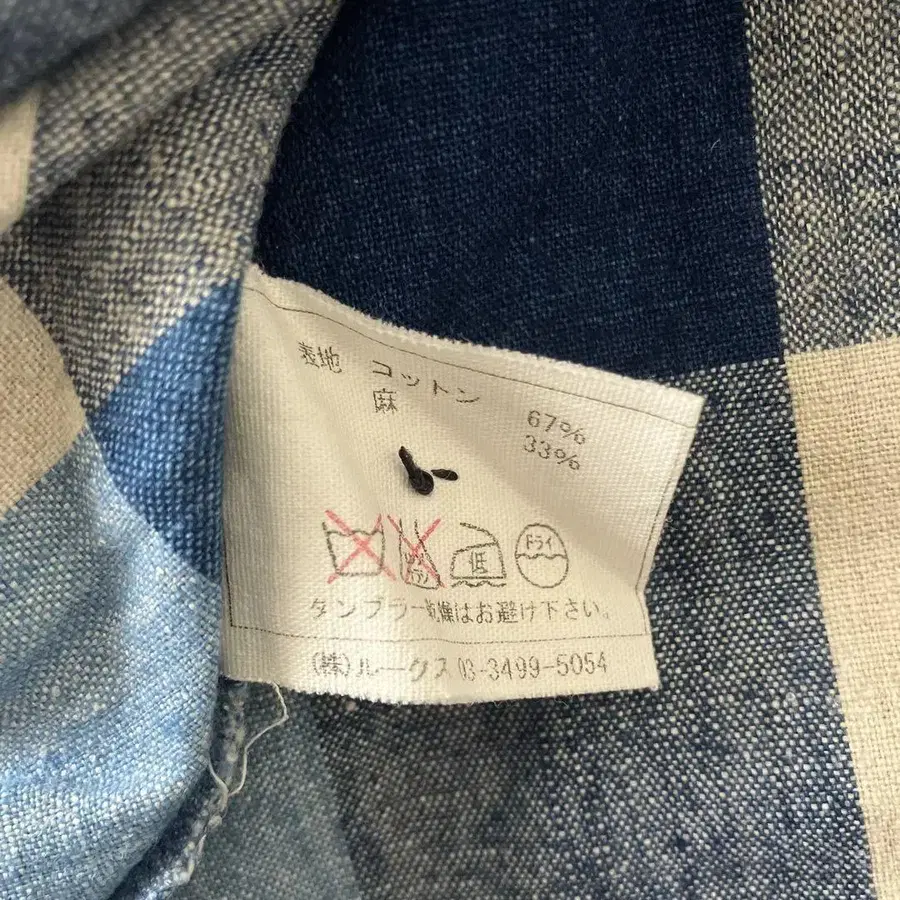 表地 コットン 67%
麻 33%
低 ドライ
タンブラー乾燥はお避け下さい。
(株)ルークス 03-3499-5054